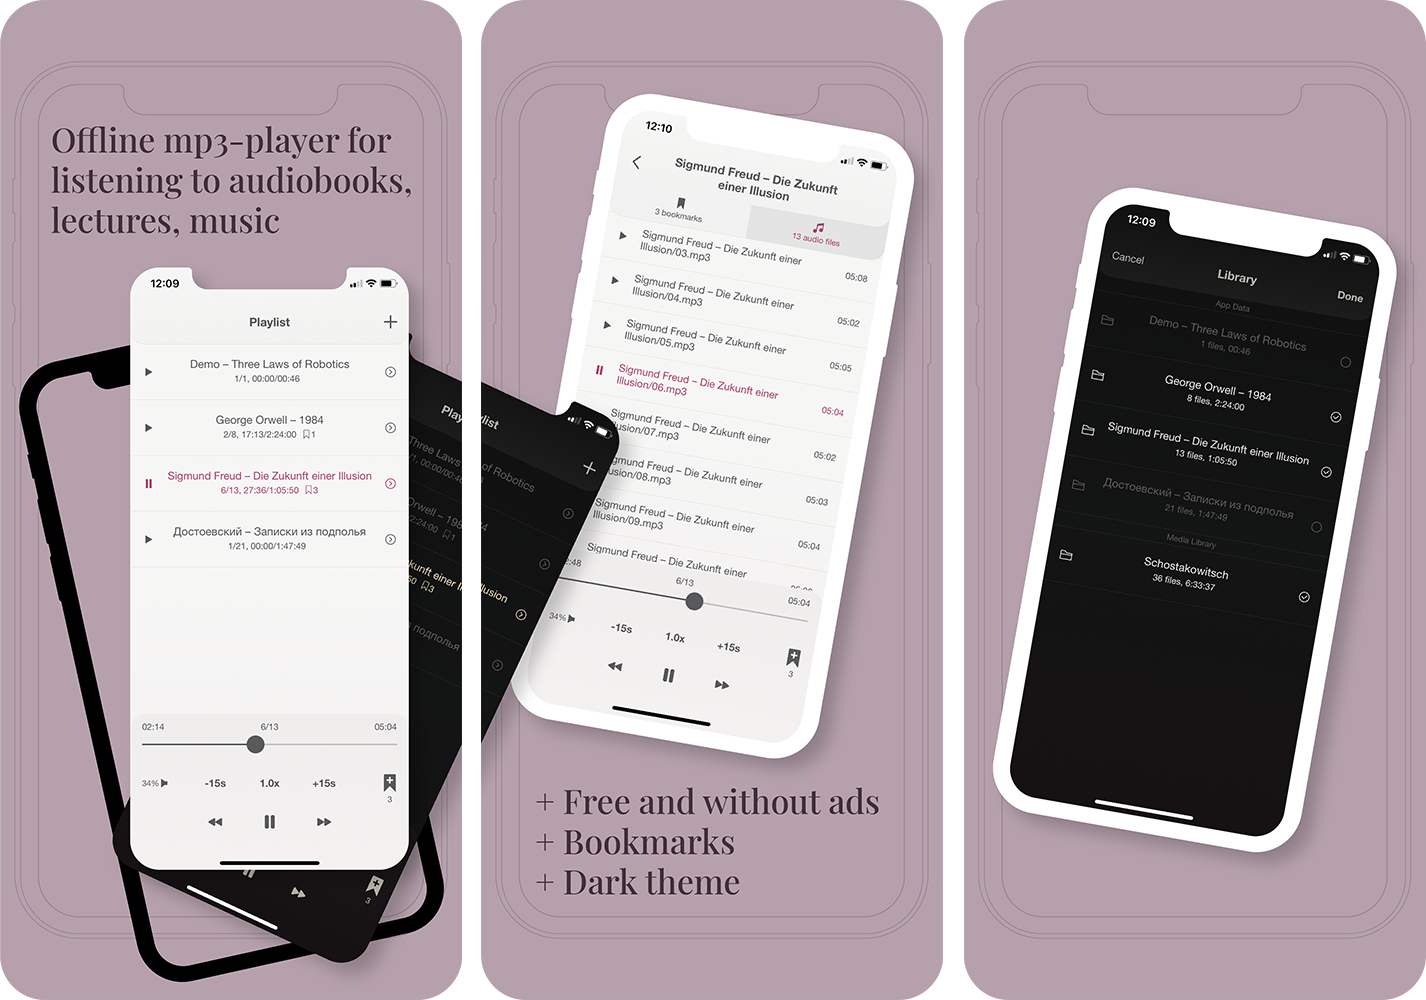 Offline mp3-player for
listening to audiobooks,
lectures, music
12:09
Playlist
Demo – Three Laws of Robotics
1/1, 00:00/00:46
George Orwell – 1984
2/8, 17:13/2:24:00 1
Sigmund Freud – Die Zukunft einer Illusion
6/13, 27:36/1:05:50 3
Достоевский – Записки из подполья
1/21, 00:00/1:47:49
02:14 6/13 05:04
34% -15s 1.0x +15s
3
Three Laws of Robotics
Orwell –
2:24:00 1
3
подполья
3
12:10
Sigmund Freud – Die Zukunft
einer Illusion
3 bookmarks
13 audio files
Sigmund Freud – Die Zukunft einer
Illusion/03.mp3
05:08
Sigmund Freud – Die Zukunft einer
Illusion/04.mp3
05:02
Sigmund Freud – Die Zukunft einer
Illusion/05.mp3
05:05
Sigmund Freud – Die Zukunft einer
Illusion/06.mp3
05:04
Sigmund Freud – Die Zukunft einer
Illusion/07.mp3
05:02
Sigmund Freud – Die Zukunft einer
Illusion/08.mp3
05:03
Sigmund Freud – Die Zukunft einer
Illusion/09.mp3
05:04
Sigmund Freud – Die Zukunft einer
6/13
05:04
34% -15s 1.0x +15s
3
+ Free and without ads
+ Bookmarks
+ Dark theme
12:09
Cancel Library Done
App Data
Demo – Three Laws of Robotics
1 files, 00:46
George Orwell – 1984
8 files, 2:24:00
Sigmund Freud – Die Zukunft einer Illusion
13 files, 1:05:50
Достоевский – Записки из подполья
21 files, 1:47:49
Media Library
Schostakowitsch
36 files, 6:33:37